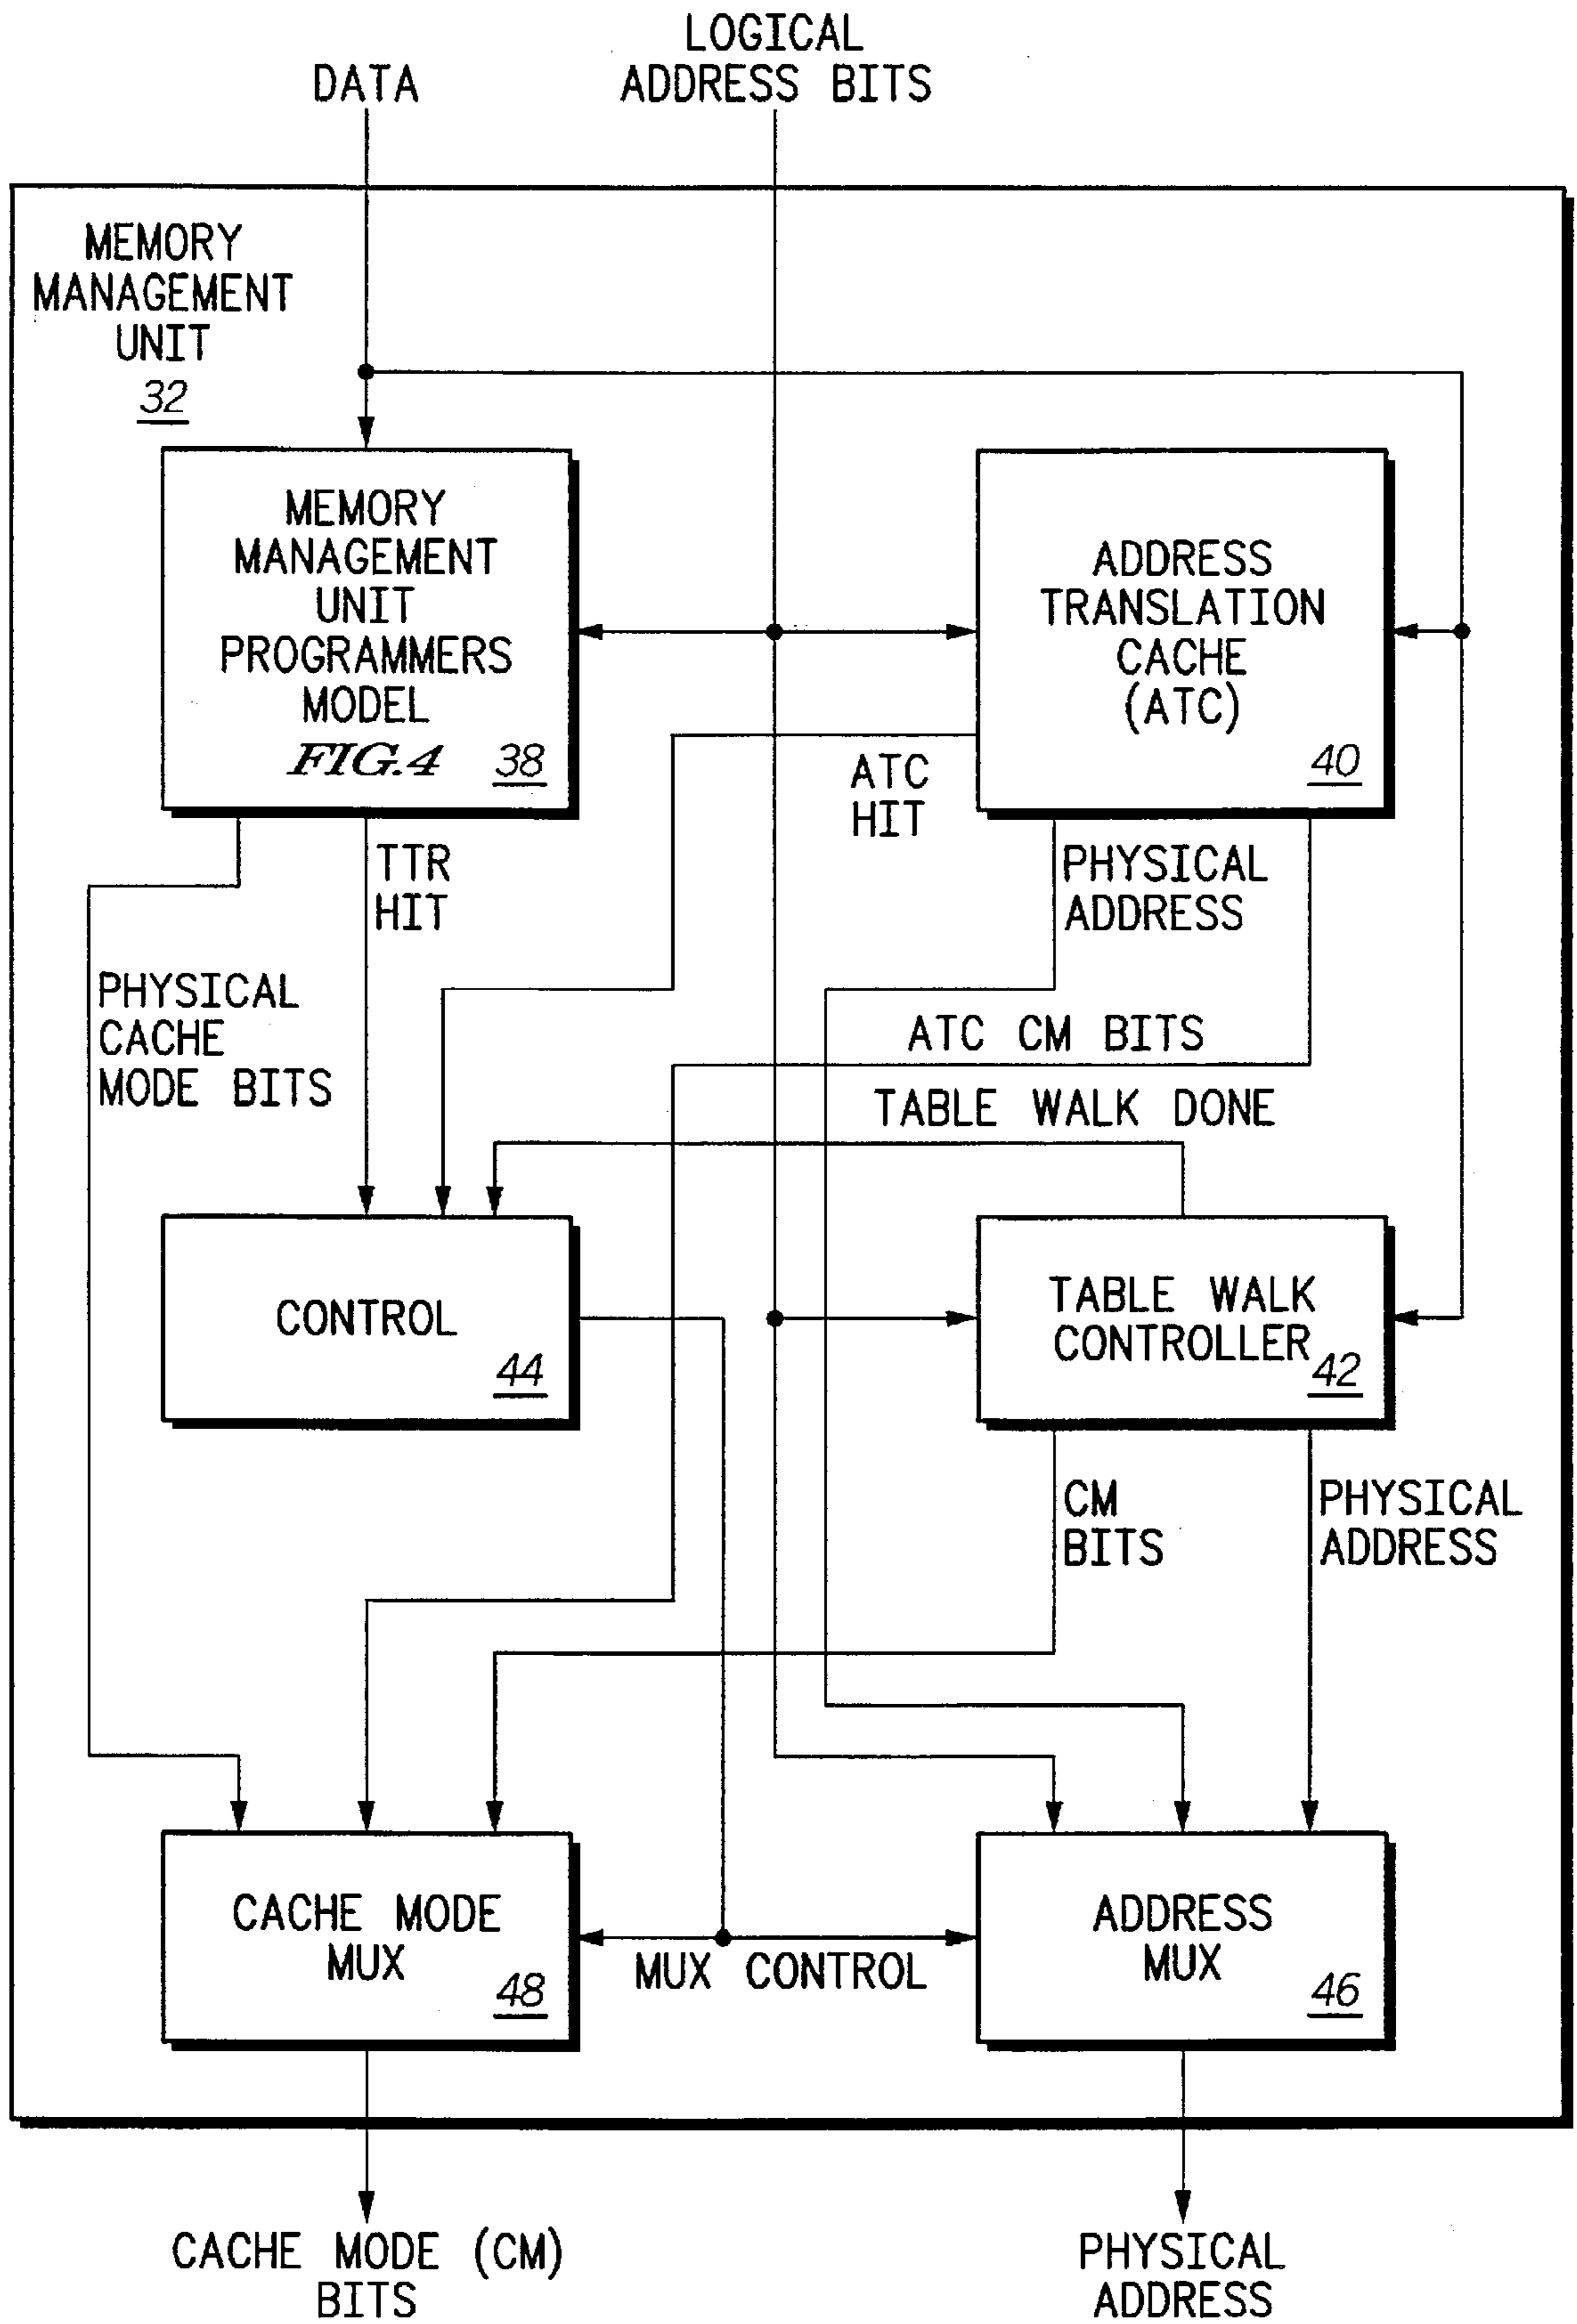 LOGICAL
ADDRESS BITS
DATA
MEMORY
MANAGEMENT
UNIT
32
MEMORY
MANAGEMENT
UNIT
PROGRAMMERS
MODEL
FIG.4 38
ADDRESS
TRANSLATION
CACHE
(ATC)
40
ATC
HIT
TTR
HIT
PHYSICAL
ADDRESS
PHYSICAL
CACHE
MODE BITS
ATC CM BITS
TABLE WALK DONE
CONTROL
44
TABLE WALK
CONTROLLER
42
CM
BITS
PHYSICAL
ADDRESS
CACHE MODE
MUX
48
MUX CONTROL
ADDRESS
MUX
46
CACHE MODE (CM)
BITS
PHYSICAL
ADDRESS